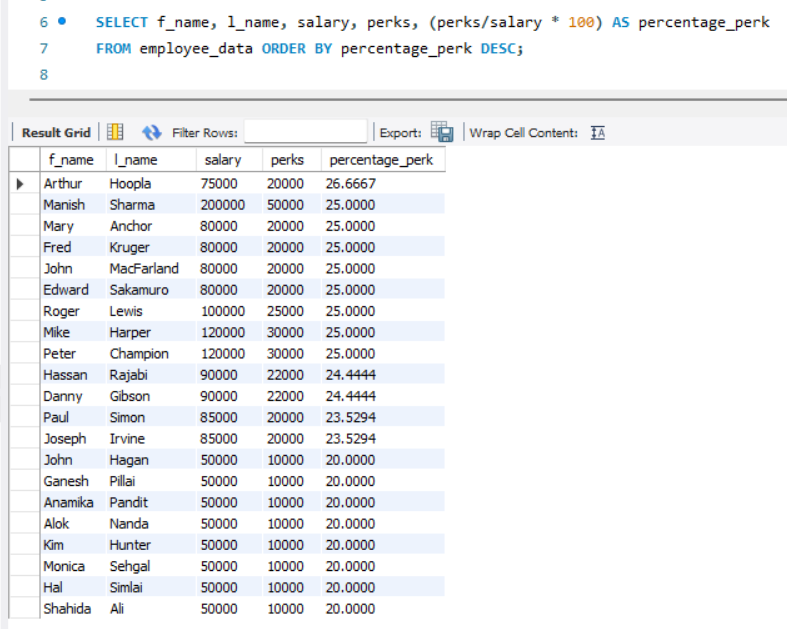 6 SELECT f_name, l_name, salary, perks, (perks/salary * 100) AS percentage_perk
7 FROM employee_data ORDER BY percentage_perk DESC;
8
Result Grid Filter Rows: Export: Wrap Cell Content: IA
f_name l_name salary perks percentage_perk
Arthur Hoopla 75000 20000 26.6667
Manish Sharma 200000 50000 25.0000
Mary Anchor 80000 20000 25.0000
Fred Kruger 80000 20000 25.0000
John MacFarland 80000 20000 25.0000
Edward Sakamuro 80000 20000 25.0000
Roger Lewis 100000 25000 25.0000
Mike Harper 120000 30000 25.0000
Peter Champion 120000 30000 25.0000
Hassan Rajabi 90000 22000 24.4444
Danny Gibson 90000 22000 24.4444
Paul Simon 85000 20000 23.5294
Joseph Irvine 85000 20000 23.5294
John Hagan 50000 10000 20.0000
Ganesh Pillai 50000 10000 20.0000
Anamika Pandit 50000 10000 20.0000
Alok Nanda 50000 10000 20.0000
Kim Hunter 50000 10000 20.0000
Monica Sehgal 50000 10000 20.0000
Hal Simlai 50000 10000 20.0000
Shahida Ali 50000 10000 20.0000